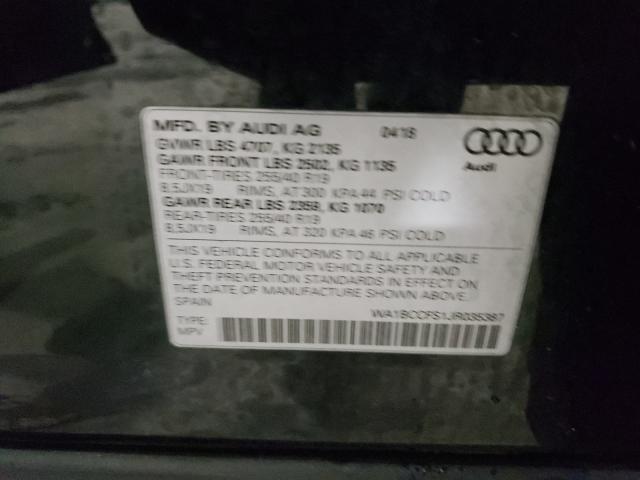 MFD. BY AUDI AG 0418
GVWR LBS 4707, KG 2135
GAWR FRONT LBS 2502, KG 1135
FRONT-TIRES 255/40 R19
8,5JX19 RIMS, AT 300 KPA 44 PSI COLD
GAWR REAR LBS 2359, KG 1070
REAR-TIRES 255/40 R19
8,5JX19 RIMS, AT 320 KPA 46 PSI COLD
Audi
THIS VEHICLE CONFORMS TO ALL APPLICABLE
U.S. FEDERAL MOTOR VEHICLE SAFETY AND
THEFT PREVENTION STANDARDS IN EFFECT ON
THE DATE OF MANUFACTURE SHOWN ABOVE.
SPAIN
WA1BCCFS1JR035387
TYPE:
MPV